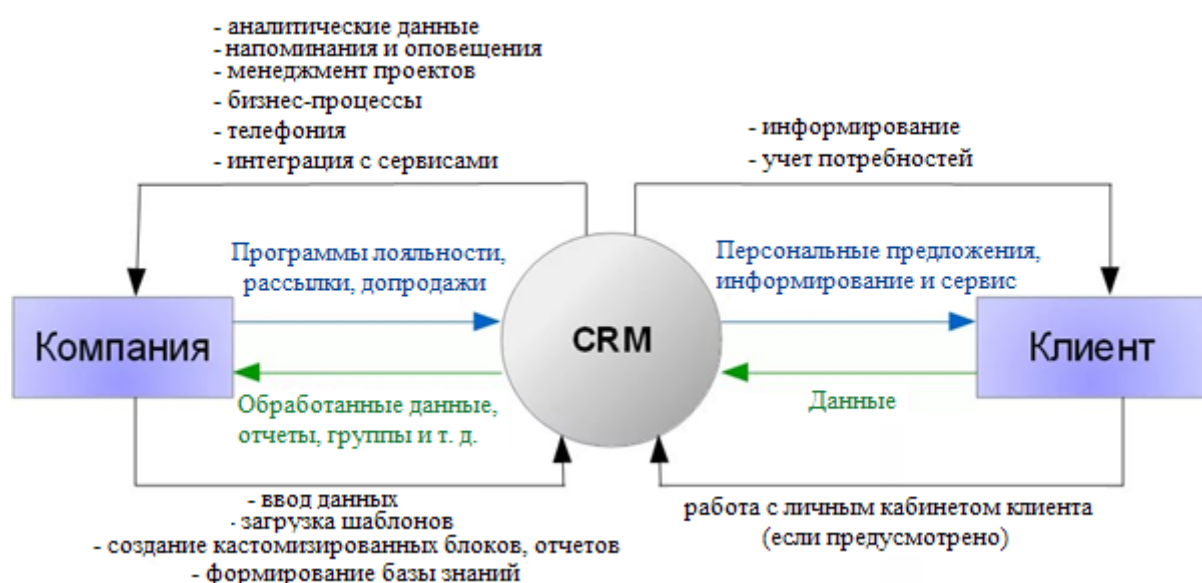 - аналитические данные
- напоминания и оповещения
- менеджмент проектов
- бизнес-процессы
- телефония
- интеграция с сервисами
- информирование
- учет потребностей
Программы лояльности,
рассылки, допродажи
Персональные предложения,
информирование и сервис
Компания
CRM
Клиент
Обработанные данные,
отчеты, группы и т. д.
Данные
- ввод данных
- загрузка шаблонов
- создание кастомизированных блоков, отчетов
- формирование базы знаний
работа с личным кабинетом клиента
(если предусмотрено)